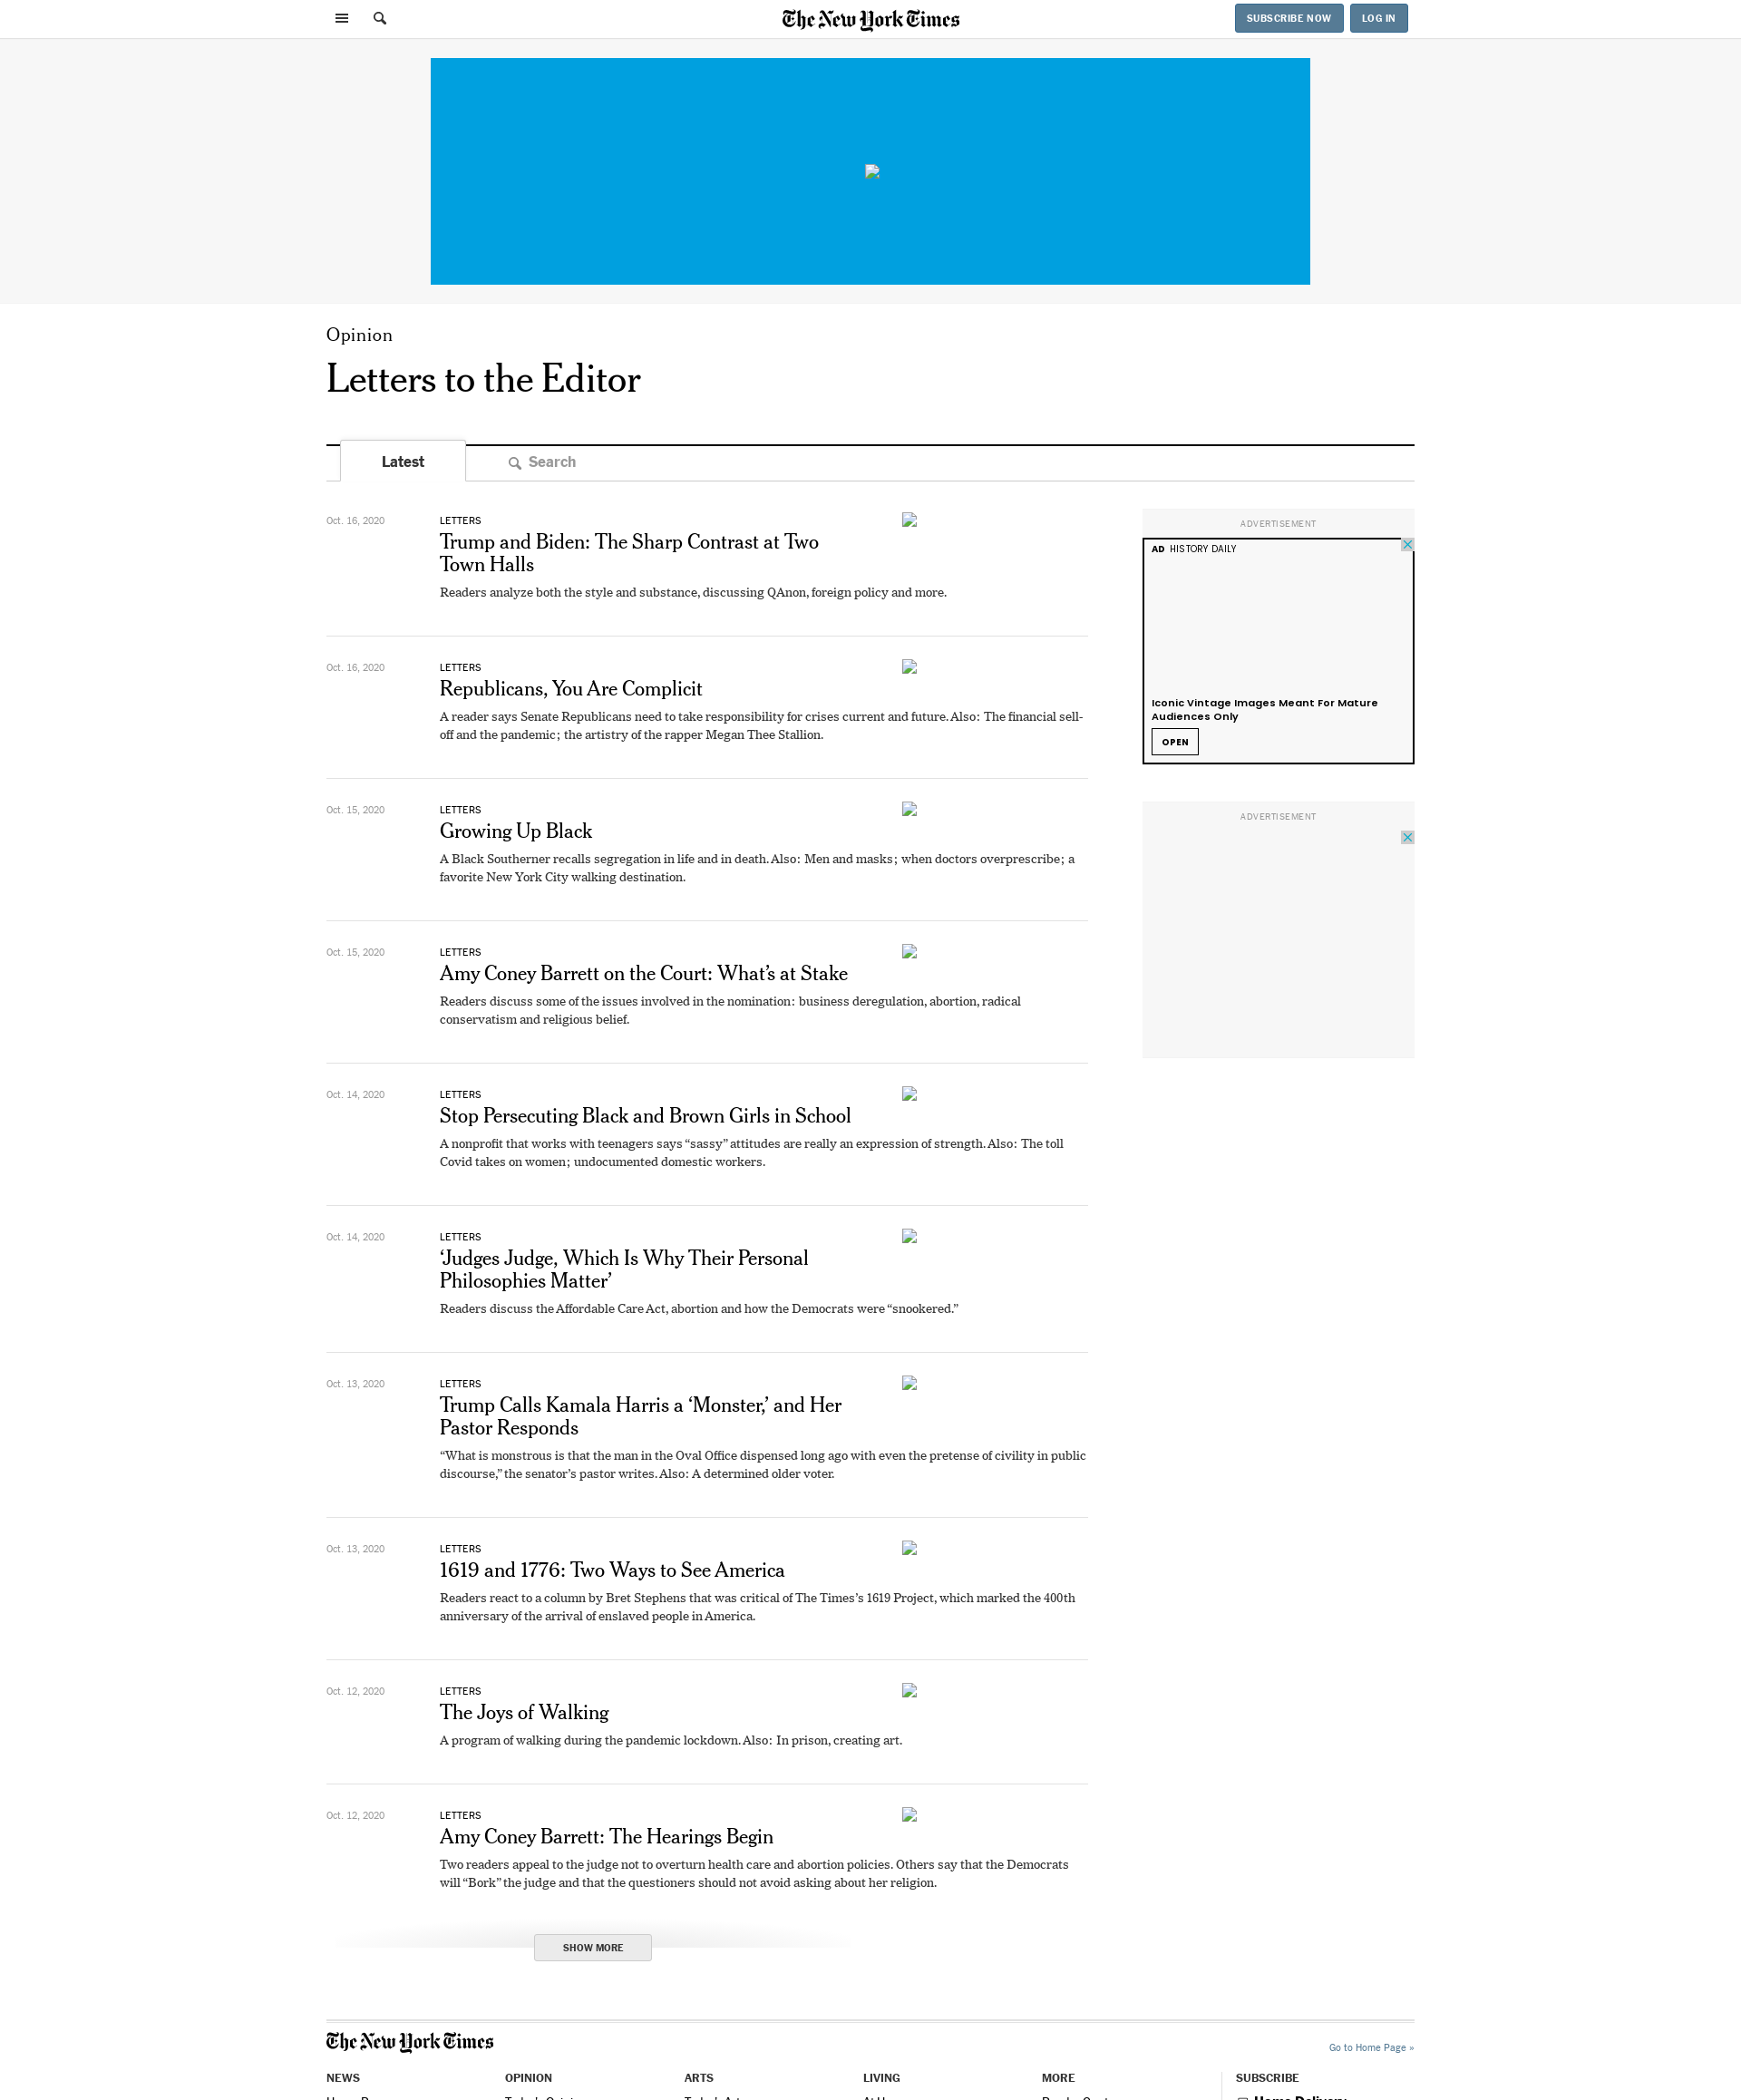 The New York Times
SUBSCRIBE NOW
LOG IN
Opinion
Letters to the Editor
Latest
Search
Oct. 16, 2020
LETTERS
Trump and Biden: The Sharp Contrast at Two
Town Halls
Readers analyze both the style and substance, discussing QAnon, foreign policy and more.
Oct. 16, 2020
LETTERS
Republicans, You Are Complicit
A reader says Senate Republicans need to take responsibility for crises current and future. Also: The financial sell-
off and the pandemic; the artistry of the rapper Megan Thee Stallion.
Oct. 15, 2020
LETTERS
Growing Up Black
A Black Southerner recalls segregation in life and in death. Also: Men and masks; when doctors overprescribe; a
favorite New York City walking destination.
Oct. 15, 2020
LETTERS
Amy Coney Barrett on the Court: What’s at Stake
Readers discuss some of the issues involved in the nomination: business deregulation, abortion, radical
conservatism and religious belief.
Oct. 14, 2020
LETTERS
Stop Persecuting Black and Brown Girls in School
A nonprofit that works with teenagers says “sassy” attitudes are really an expression of strength. Also: The toll
Covid takes on women; undocumented domestic workers.
Oct. 14, 2020
LETTERS
‘Judges Judge, Which Is Why Their Personal
Philosophies Matter’
Readers discuss the Affordable Care Act, abortion and how the Democrats were “snookered.”
Oct. 13, 2020
LETTERS
Trump Calls Kamala Harris a ‘Monster,’ and Her
Pastor Responds
“What is monstrous is that the man in the Oval Office dispensed long ago with even the pretense of civility in public
discourse,” the senator’s pastor writes. Also: A determined older voter.
Oct. 13, 2020
LETTERS
1619 and 1776: Two Ways to See America
Readers react to a column by Bret Stephens that was critical of The Times’s 1619 Project, which marked the 400th
anniversary of the arrival of enslaved people in America.
Oct. 12, 2020
LETTERS
The Joys of Walking
A program of walking during the pandemic lockdown. Also: In prison, creating art.
Oct. 12, 2020
LETTERS
Amy Coney Barrett: The Hearings Begin
Two readers appeal to the judge not to overturn health care and abortion policies. Others say that the Democrats
will “Bork” the judge and that the questioners should not avoid asking about her religion.
SHOW MORE
ADVERTISEMENT
AD HISTORY DAILY
Iconic Vintage Images Meant For Mature
Audiences Only
OPEN
ADVERTISEMENT
The New York Times
Go to Home Page »
NEWS
OPINION
ARTS
LIVING
MORE
SUBSCRIBE
Home Delivery